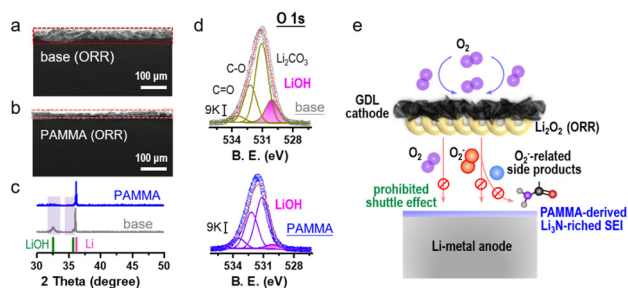 a
base (ORR)
100 μm
b
PAMMA (ORR)
100 μm
c
PAMMA
base
LiOH
Li
30 35 40 45 50
2 Theta (degree)
d
O 1s
Li2CO3
C-O
LiOH
C=O
9K
base
534 531 528
B. E. (eV)
LiOH
9K
PAMMA
534 531 528
B. E. (eV)
e
O2
GDL
cathode
Li2O2 (ORR)
O2
O2-
O2--related
side products
prohibited
shuttle effect
PAMMA-derived
Li3N-riched SEI
Li-metal anode